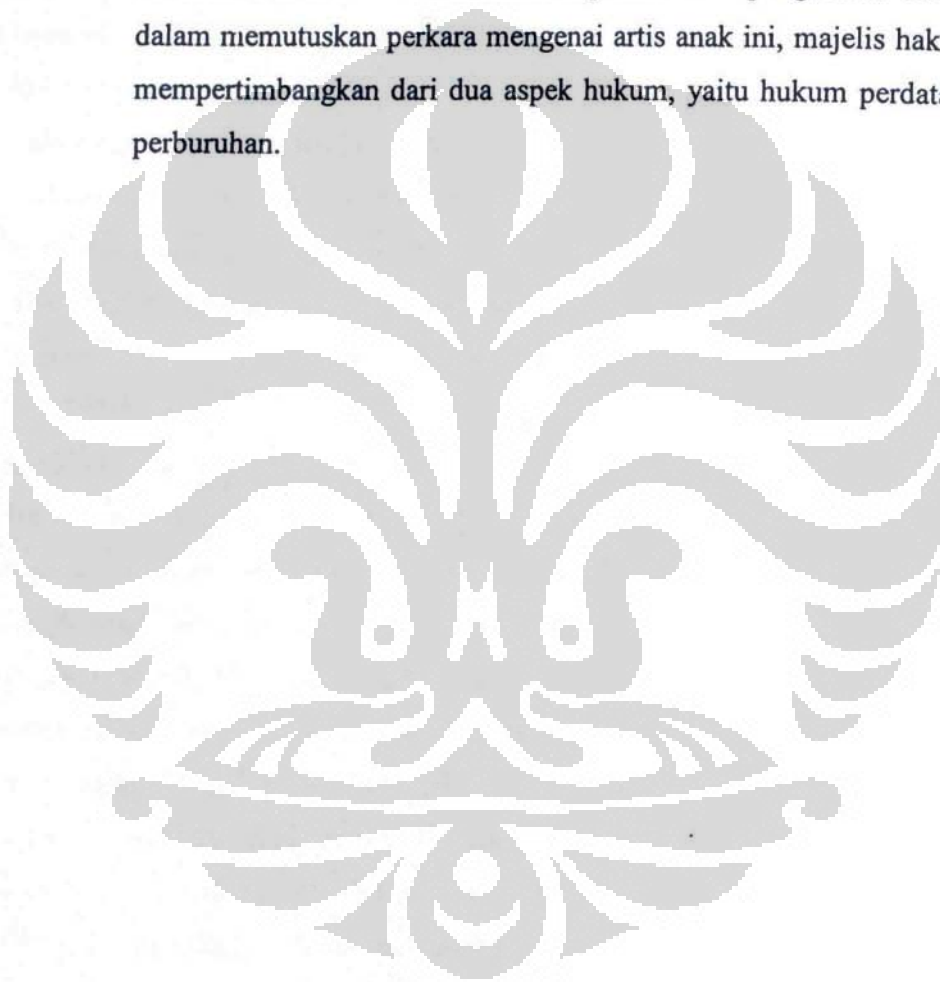 dalam memutuskan perkara mengenai artis anak ini, majelis hak
mempertimbangkan dari dua aspek hukum, yaitu hukum perdat
perburuhan.